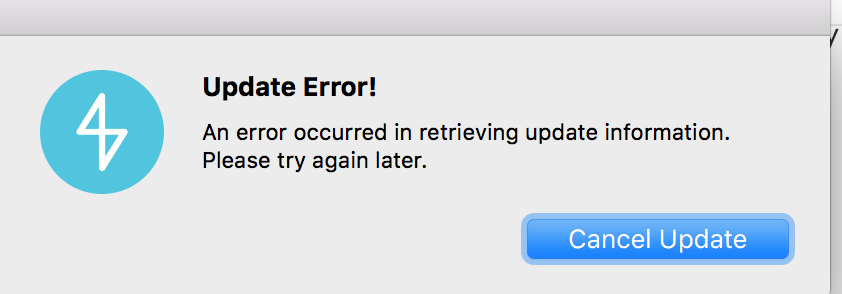 Update Error!
An error occurred in retrieving update information.
Please try again later.
Cancel Update